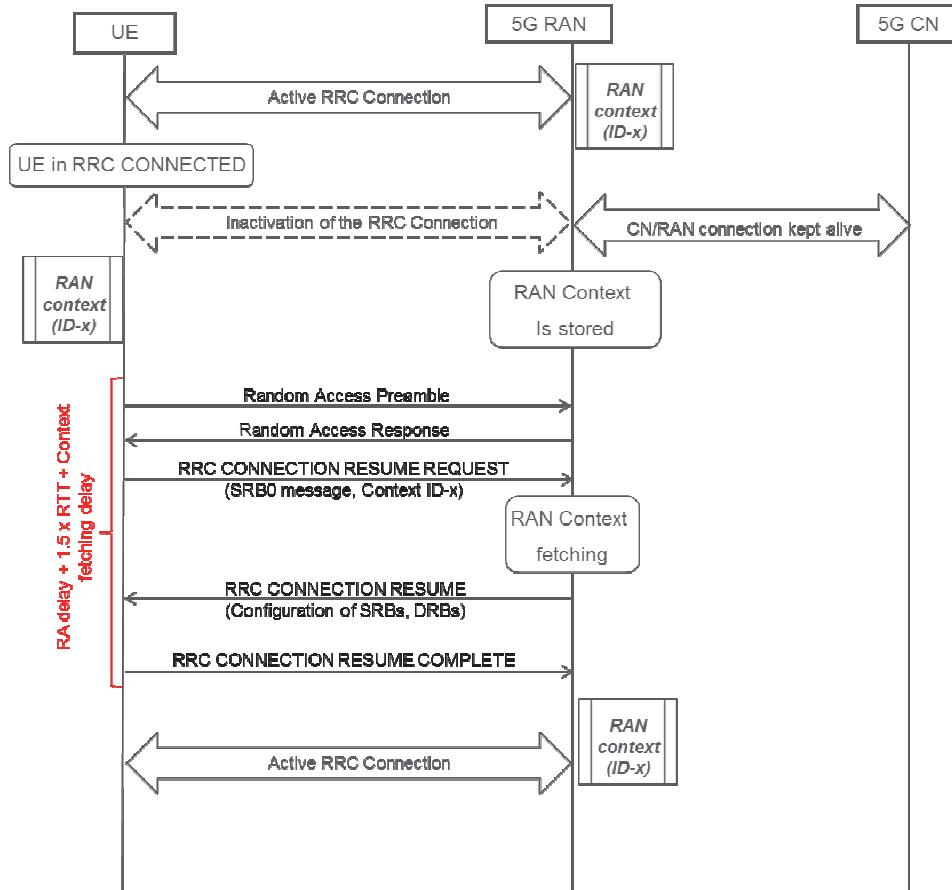 UE
5G RAN
5G CN
Active RRC Connection
RAN
context
(ID-x)
UE in RRC CONNECTED
Inactivation of the RRC Connection
CN/RAN connection kept alive
RAN
context
(ID-x)
RAN Context
Is stored
Random Access Preamble
Random Access Response
RRC CONNECTION RESUME REQUEST
(SRB0 message, Context ID-x)
RA delay + 1.5 x RTT + Context
fetching delay
RAN Context
fetching
RRC CONNECTION RESUME
(Configuration of SRBs, DRBs)
RRC CONNECTION RESUME COMPLETE
Active RRC Connection
RAN
context
(ID-x)